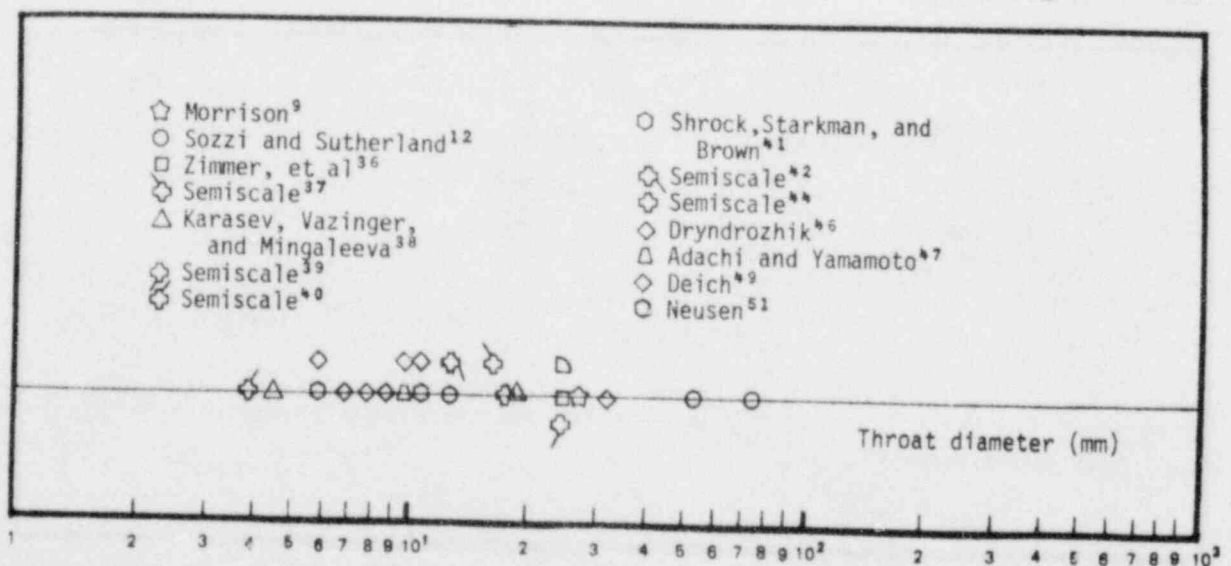 Morrison⁹
Sozzi and Sutherland¹²
Zimmer, et al³⁶
Semiscale³⁷
Karasev, Vazinger,
and Mingaleeva³⁸
Semiscale³⁹
Semiscale⁴⁰
Shrock, Starkman, and
Brown⁴¹
Semiscale⁴²
Semiscale⁴⁴
Dryndrozhik⁴⁶
Adachi and Yamamoto⁴⁷
Deich⁴⁹
Neusen⁵¹
Throat diameter (mm)
1 2 3 4 5 6 7 8 9 10¹ 2 3 4 5 6 7 8 9 10² 2 3 4 5 6 7 8 9 10³